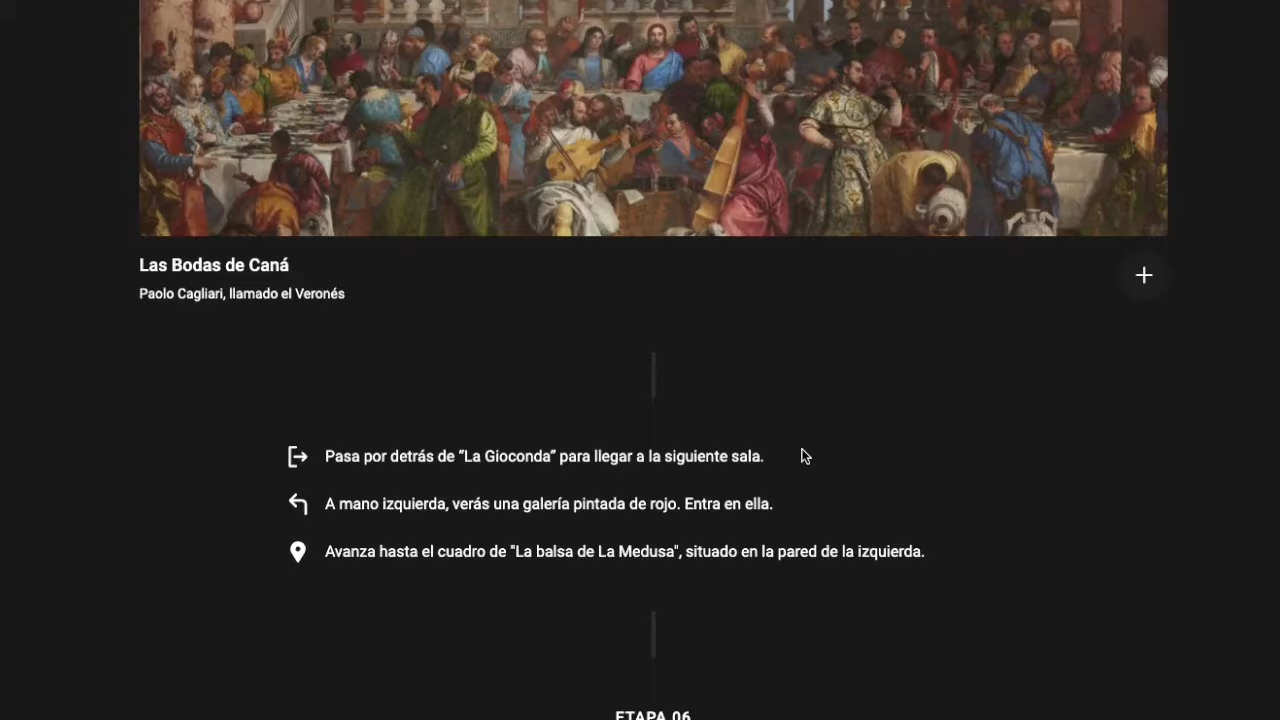 Las Bodas de Caná
Paolo Cagliari, llamado el Veronés
Pasa por detrás de “La Gioconda” para llegar a la siguiente sala.
A mano izquierda, verás una galería pintada de rojo. Entra en ella.
Avanza hasta el cuadro de "La balsa de La Medusa", situado en la pared de la izquierda.
ETAPA 06